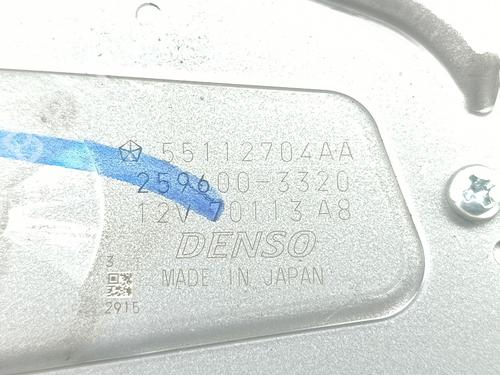 55112704AA
259600-3320
12V 70113 A8
DENSO
MADE IN JAPAN
3
2915